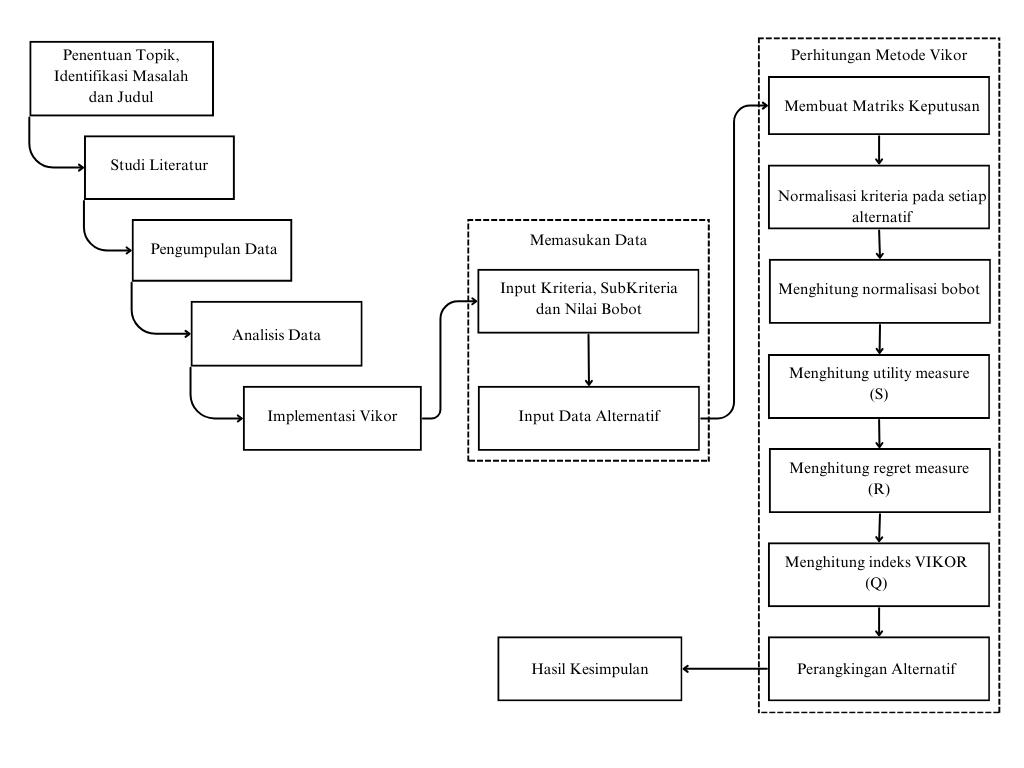 Penentuan Topik,
Identifikasi Masalah
dan Judul
Studi Literatur
Pengumpulan Data
Analisis Data
Implementasi Vikor
Memasukan Data
Input Kriteria, SubKriteria
dan Nilai Bobot
Input Data Alternatif
Perhitungan Metode Vikor
Membuat Matriks Keputusan
Normalisasi kriteria pada setiap
alternatif
Menghitung normalisasi bobot
Menghitung utility measure
(S)
Menghitung regret measure
(R)
Menghitung indeks VIKOR
(Q)
Perangkingan Alternatif
Hasil Kesimpulan